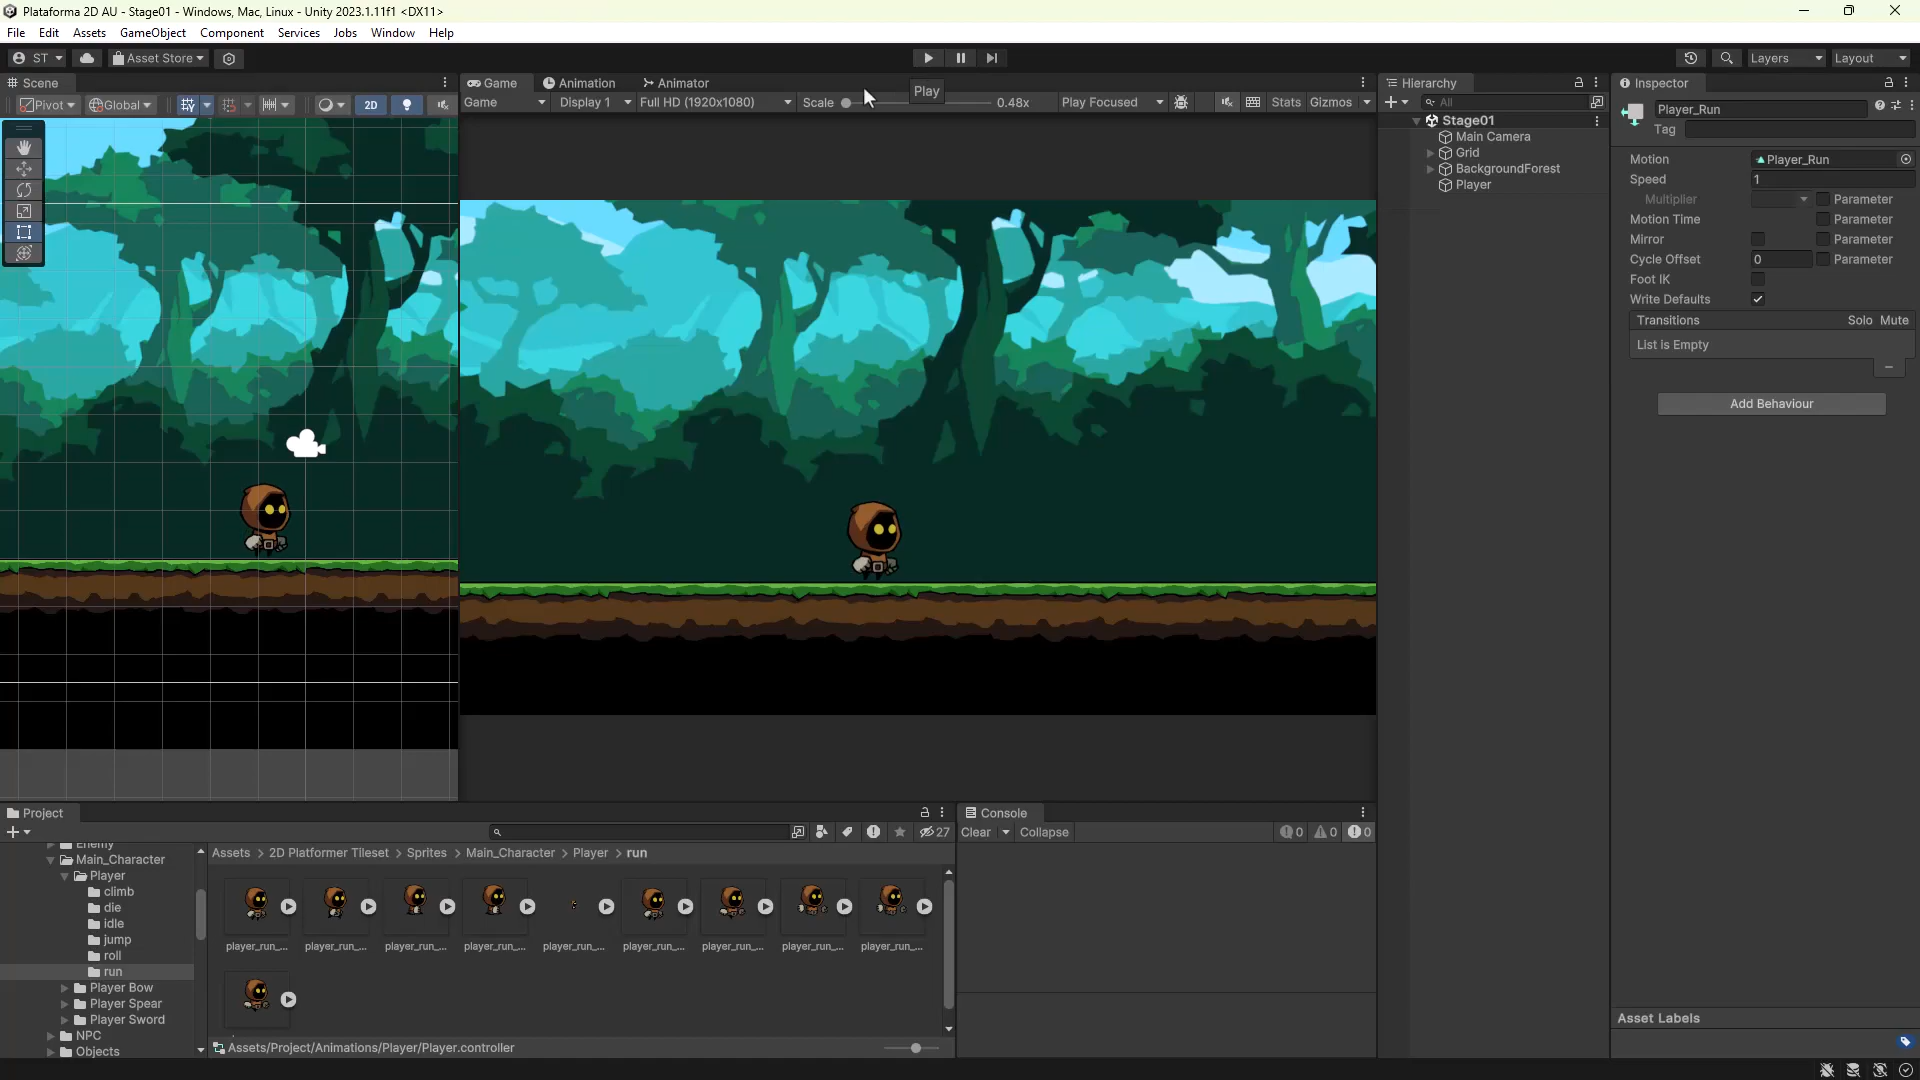 Plataforma 2D AU - Stage01 - Windows, Mac, Linux - Unity 2023.1.11f1 <DX11>
File Edit Assets GameObject Component Services Jobs Window Help
ST Asset Store Layers Layout
Scene
Pivot Global 2D
Game Animation Animator
Game Display 1 Full HD (1920x1080) Scale 0.48x Play Focused Stats Gizmos
Play
Hierarchy
All
Stage01
Main Camera
Grid
BackgroundForest
Player
Inspector
Player_Run
Tag
Motion Player_Run
Speed 1
Multiplier Parameter
Motion Time Parameter
Mirror Parameter
Cycle Offset 0 Parameter
Foot IK
Write Defaults
Transitions Solo Mute
List is Empty
Add Behaviour
Asset Labels
Project
27
Enemy
Main_Character
Player
climb
die
idle
jump
roll
run
Player Bow
Player Spear
Player Sword
NPC
Objects
Assets > 2D Platformer Tileset > Sprites > Main_Character > Player > run
player_run_... player_run_... player_run_... player_run_... player_run_... player_run_... player_run_... player_run_... player_run_...
Assets/Project/Animations/Player/Player.controller
Console
Clear Collapse 0 0 0